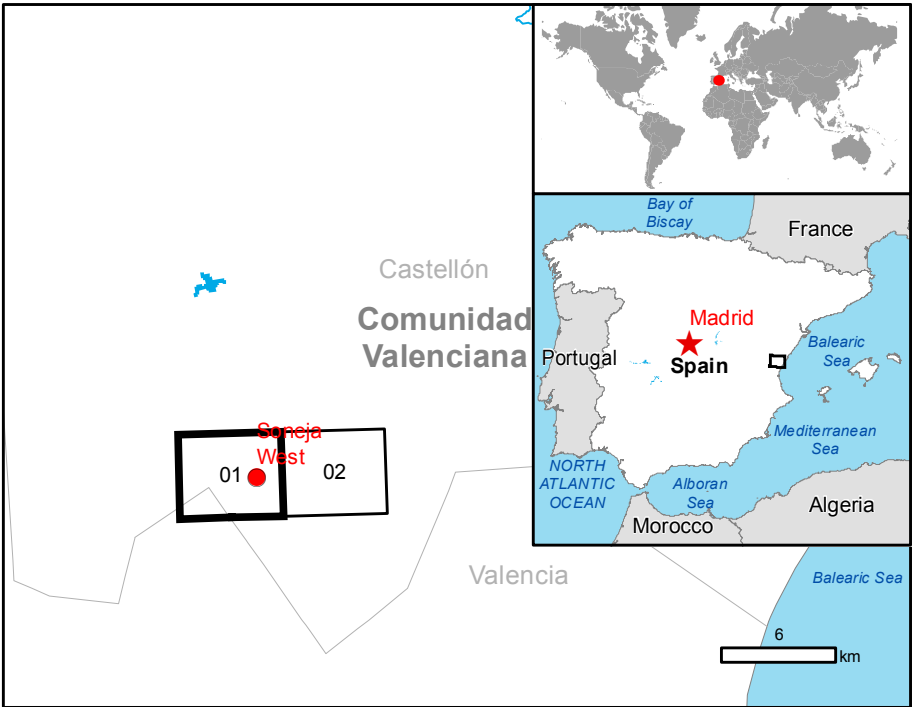 Castellón
Comunidad
Valenciana
Soneja
West
01
02
Valencia
Bay of
Biscay
France
Madrid
Spain
Portugal
Balearic
Sea
Mediterranean
Sea
NORTH
ATLANTIC
OCEAN
Alboran
Sea
Algeria
Morocco
Balearic Sea
6
km